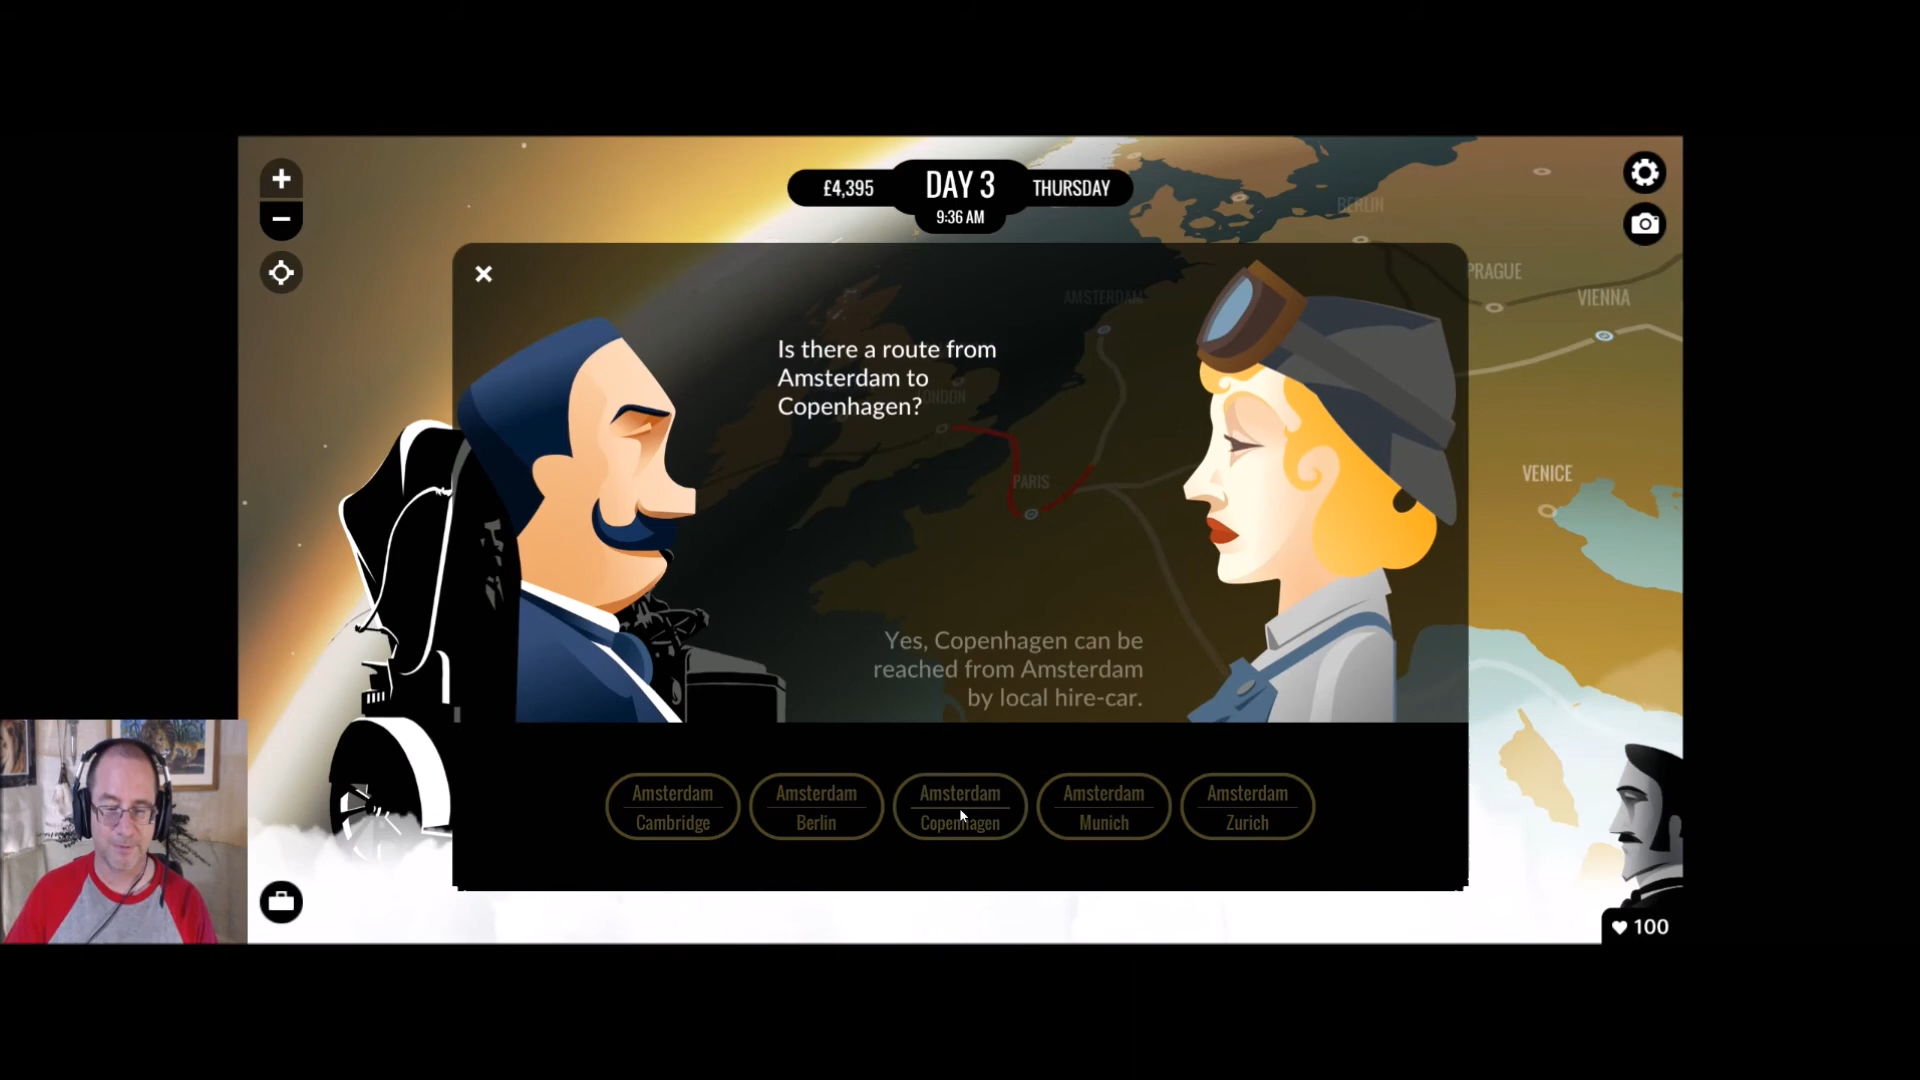 £4,395
DAY 3
THURSDAY
9:36 AM
BERLIN
PRAGUE
VIENNA
AMSTERDAM
Is there a route from
Amsterdam to
Copenhagen?
LONDON
PARIS
VENICE
Yes, Copenhagen can be
reached from Amsterdam
by local hire-car.
Amsterdam
Cambridge
Amsterdam
Berlin
Amsterdam
Copenhagen
Amsterdam
Munich
Amsterdam
Zurich
100